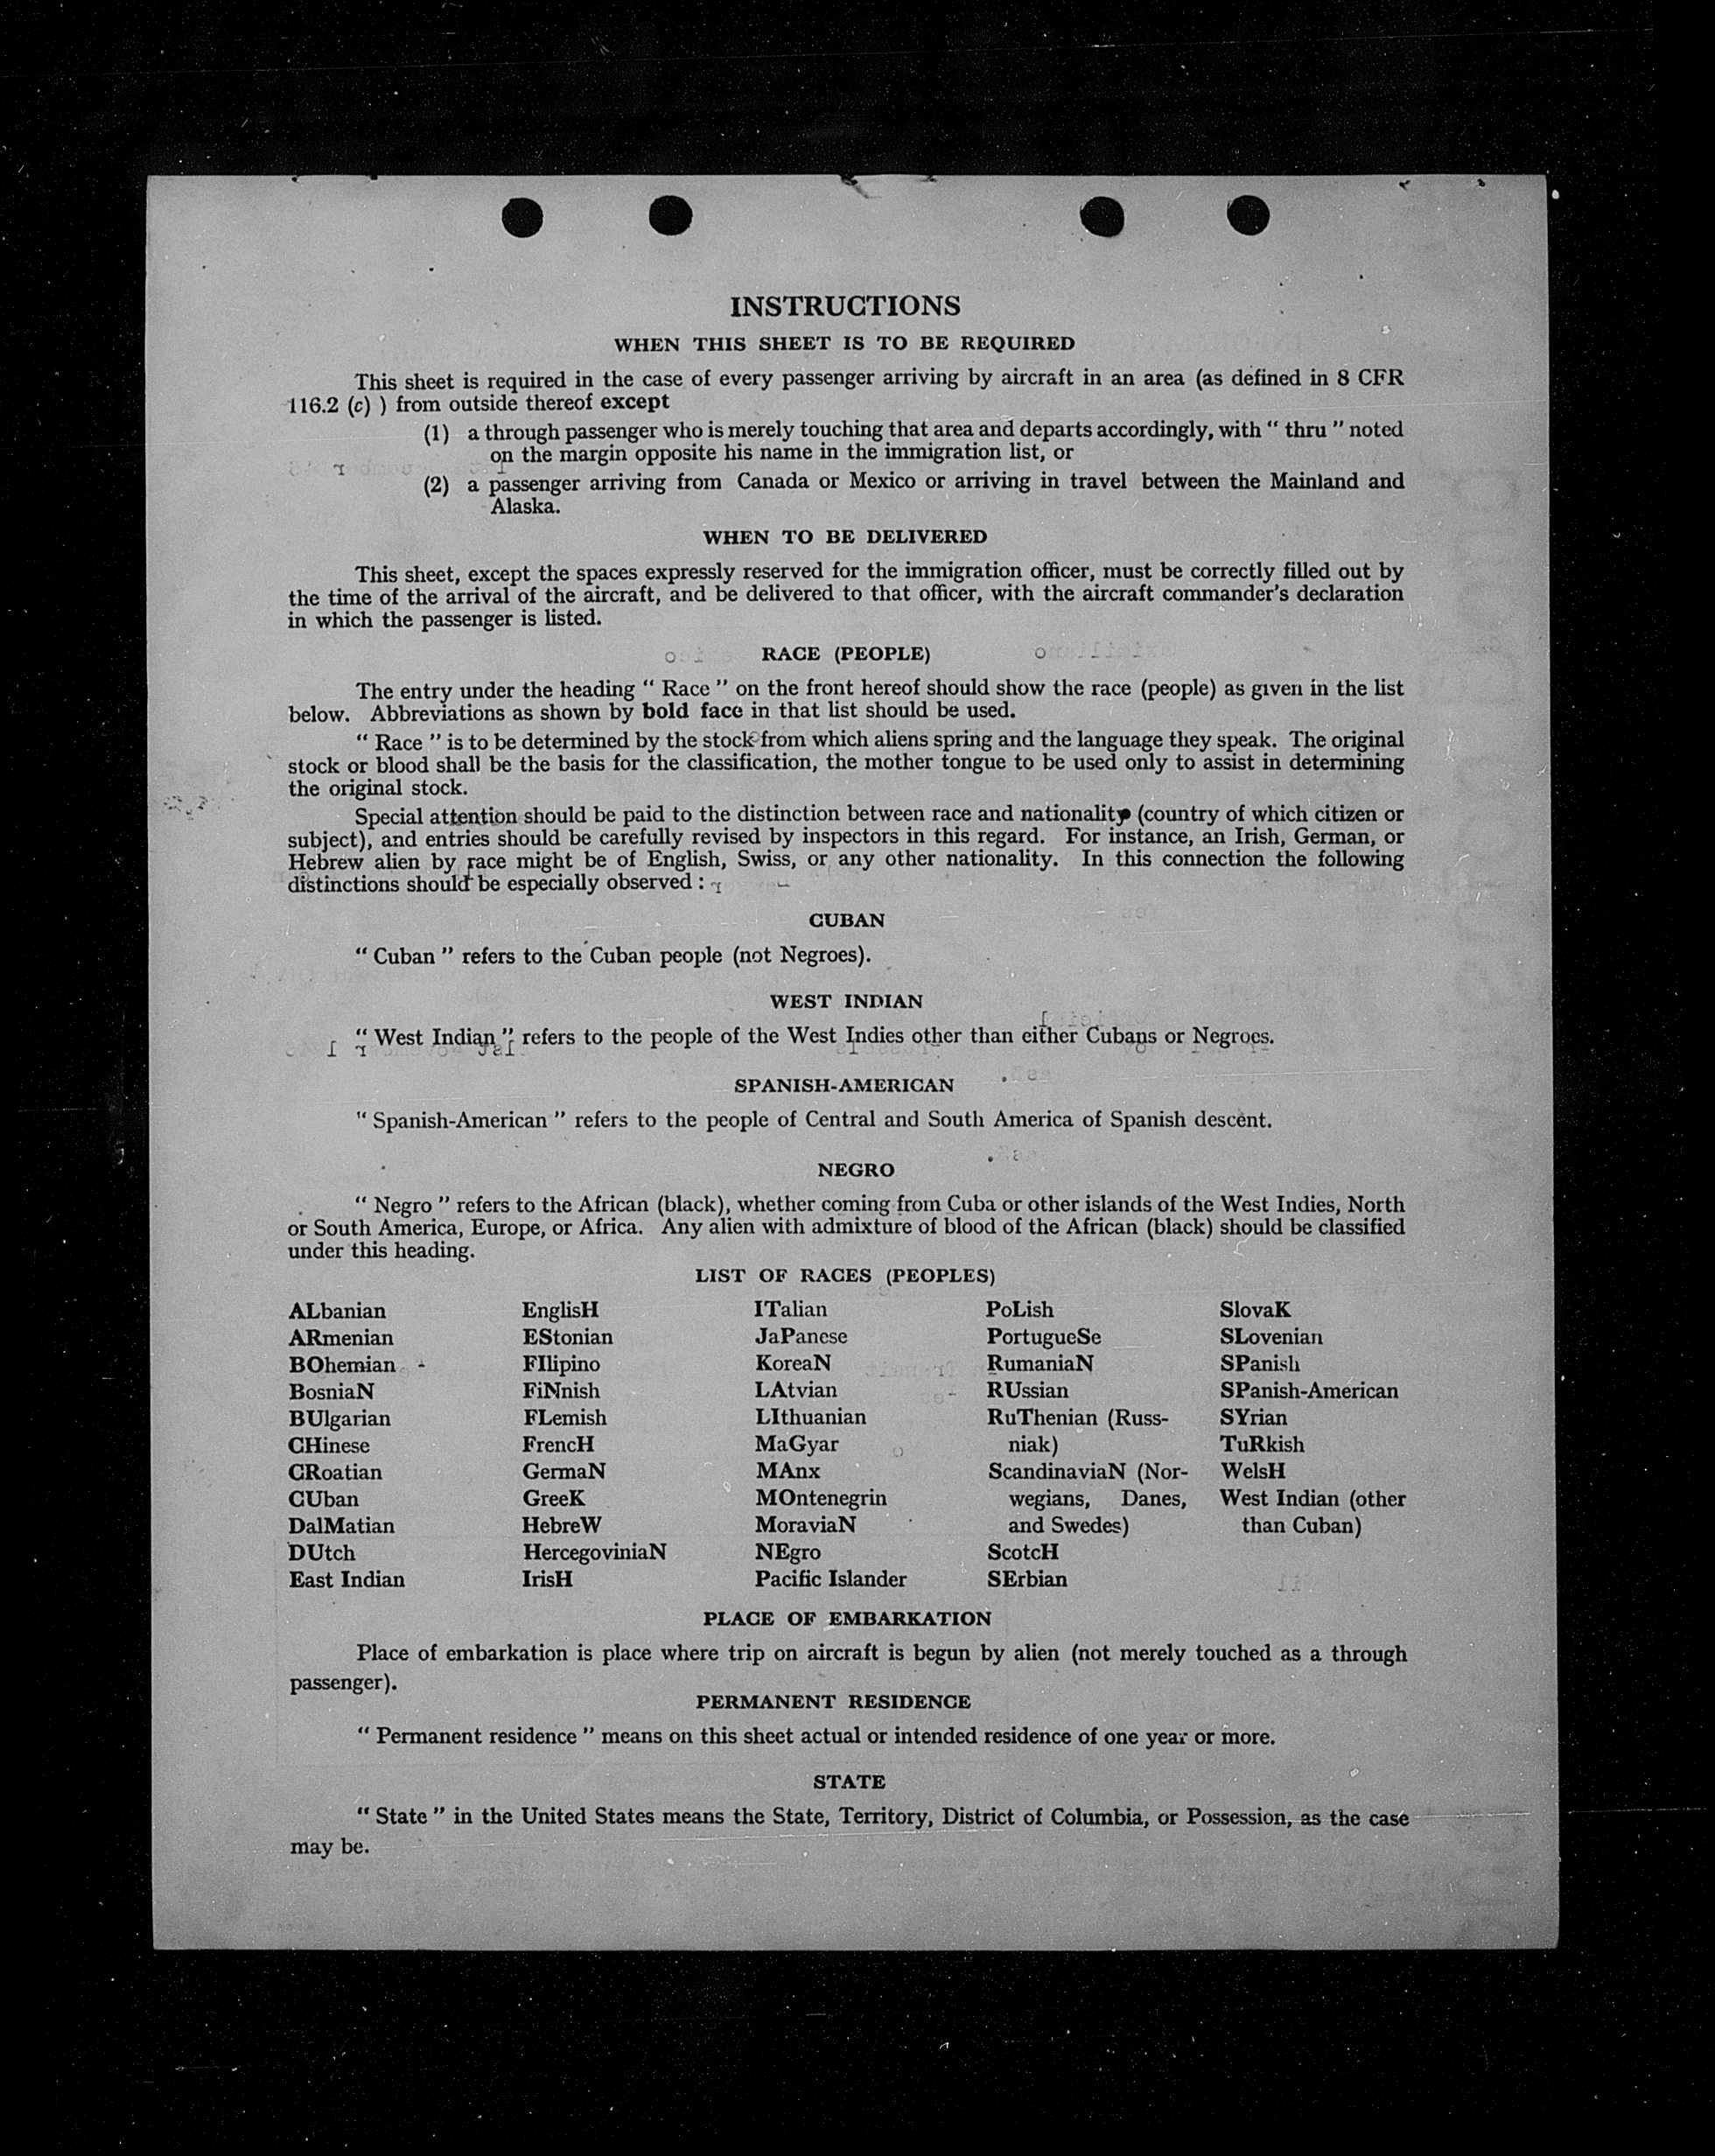 INSTRUCTIONS
WHEN THIS SHEET IS TO BE REQUIRED
This sheet is required in the case of every passenger arriving by aircraft in an area (as defined in 8 CFR
116.2 (c) ) from outside thereof except
(1) a through passenger who is merely touching that area and departs accordingly, with “ thru ” noted
on the margin opposite his name in the immigration list, or
(2) a passenger arriving from Canada or Mexico or arriving in travel between the Mainland and
Alaska.
WHEN TO BE DELIVERED
This sheet, except the spaces expressly reserved for the immigration officer, must be correctly filled out by
the time of the arrival of the aircraft, and be delivered to that officer, with the aircraft commander’s declaration
in which the passenger is listed.
RACE (PEOPLE)
The entry under the heading “ Race ” on the front hereof should show the race (people) as given in the list
below. Abbreviations as shown by bold face in that list should be used.
“ Race ” is to be determined by the stock from which aliens spring and the language they speak. The original
stock or blood shall be the basis for the classification, the mother tongue to be used only to assist in determining
the original stock.
Special attention should be paid to the distinction between race and nationality (country of which citizen or
subject), and entries should be carefully revised by inspectors in this regard. For instance, an Irish, German, or
Hebrew alien by race might be of English, Swiss, or any other nationality. In this connection the following
distinctions should be especially observed :
CUBAN
“ Cuban ” refers to the Cuban people (not Negroes).
WEST INDIAN
“ West Indian ” refers to the people of the West Indies other than either Cubans or Negroes.
SPANISH-AMERICAN
“ Spanish-American ” refers to the people of Central and South America of Spanish descent.
NEGRO
“ Negro ” refers to the African (black), whether coming from Cuba or other islands of the West Indies, North
or South America, Europe, or Africa. Any alien with admixture of blood of the African (black) should be classified
under this heading.
LIST OF RACES (PEOPLES)
ALbanian
ARmenian
BOhemian
BosniaN
BUlgarian
CHinese
CRoatian
CUban
DalMatian
DUtch
East Indian
EnglisH
EStonian
FIlipino
FiNnish
FLemish
FrencH
GermaN
GreeK
HebreW
HercegoviniaN
IrisH
ITalian
JaPanese
KoreaN
LAtvian
LIthuanian
MaGyar
MAnx
MOntenegrin
MoraviaN
NEgro
Pacific Islander
PoLish
PortugueSe
RumaniaN
RUssian
RuThenian (Russ-
niak)
ScandinaviaN (Nor-
wegians, Danes,
and Swedes)
ScotcH
SErbian
SlovaK
SLovenian
SPanish
SPanish-American
SYrian
TuRkish
WelsH
West Indian (other
than Cuban)
PLACE OF EMBARKATION
Place of embarkation is place where trip on aircraft is begun by alien (not merely touched as a through
passenger).
PERMANENT RESIDENCE
“ Permanent residence ” means on this sheet actual or intended residence of one year or more.
STATE
“ State ” in the United States means the State, Territory, District of Columbia, or Possession, as the case
may be.